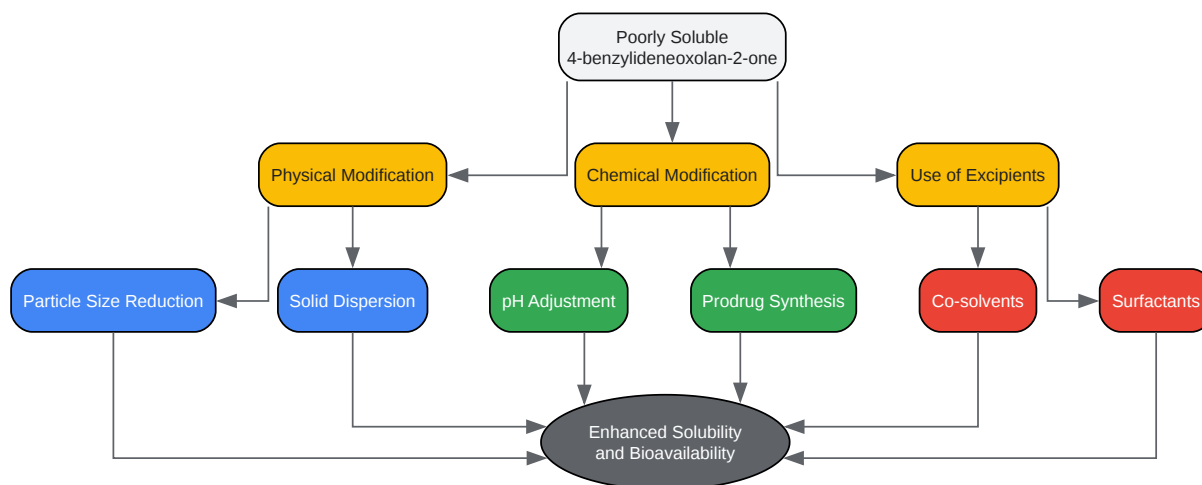 Poorly Soluble
4-benzylideneoxolan-2-one
Physical Modification
Chemical Modification
Use of Excipients
Particle Size Reduction
Solid Dispersion
pH Adjustment
Prodrug Synthesis
Co-solvents
Surfactants
Enhanced Solubility
and Bioavailability